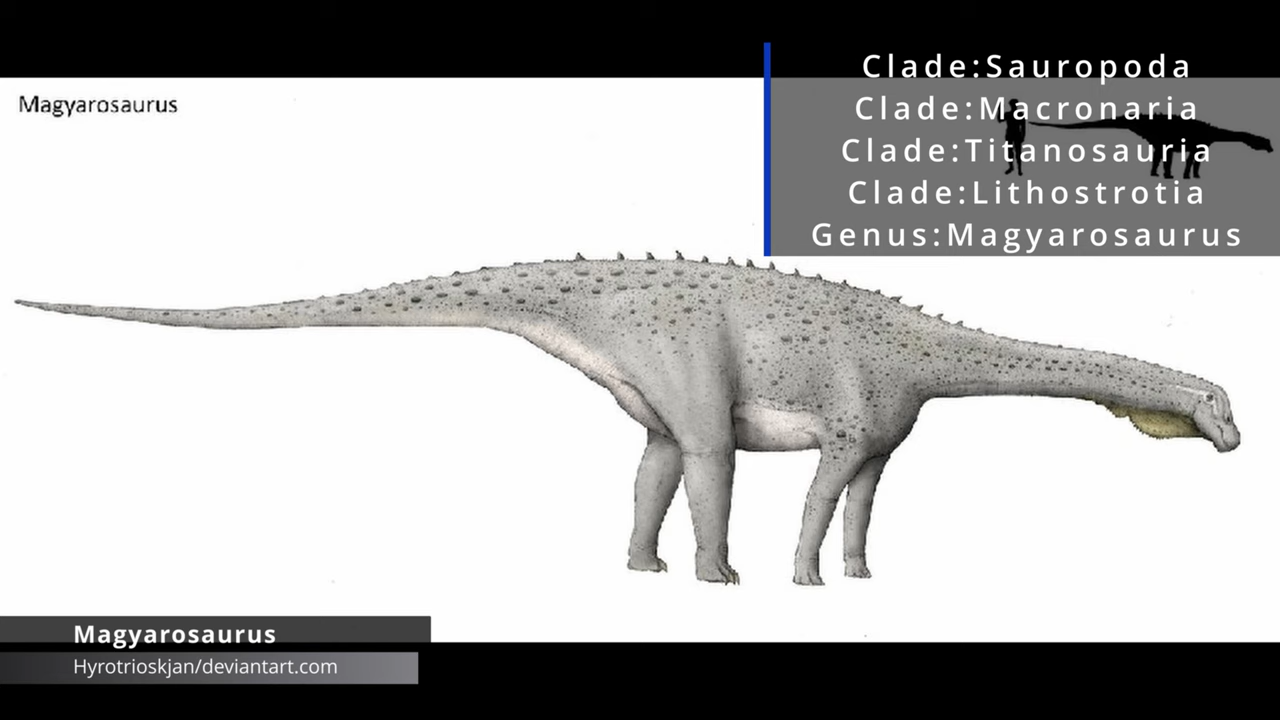 Clade:Sauropoda
Magyarosaurus
Clade:Macronaria
Clade:Titanosauria
Clade:Lithostrotia
Genus:Magyarosaurus
Magyarosaurus
Hyrotrioskjan/deviantart.com